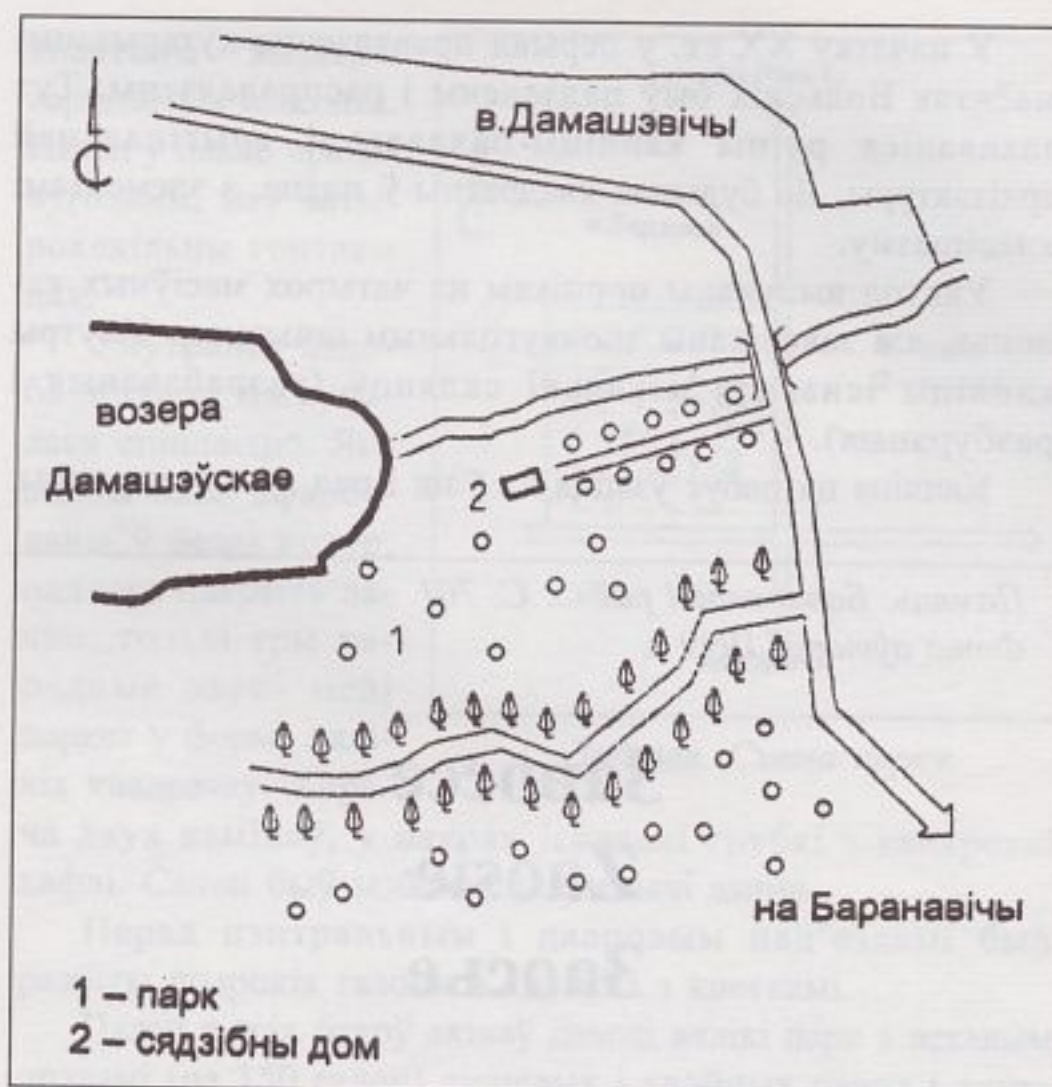 в.Дамашэвічы
возера
Дамашэўскае
2
1
на Баранавічы
1 – парк
2 – сядзібны дом